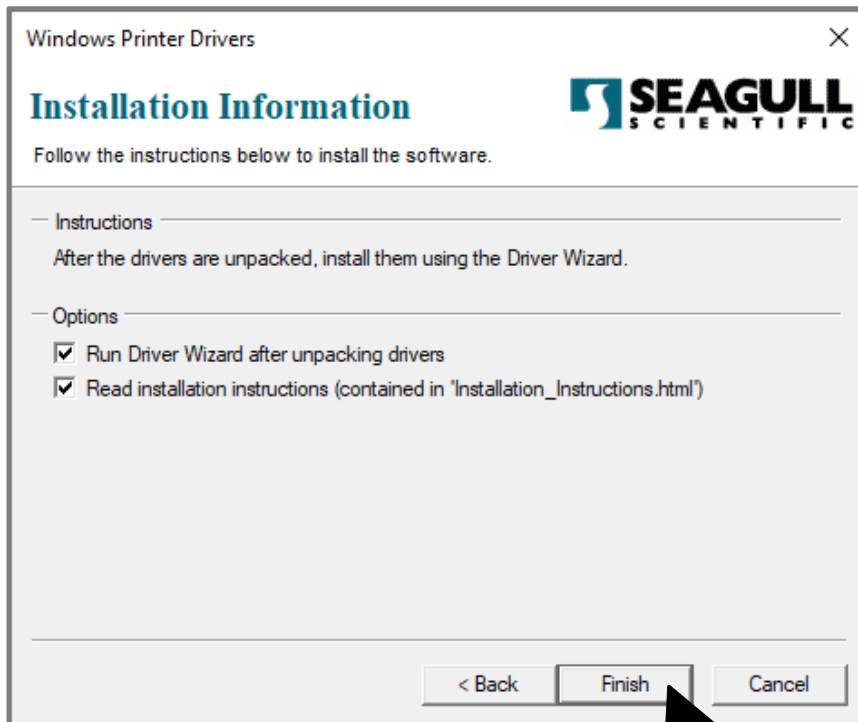 Windows Printer Drivers
Installation Information
SEAGULL
SCIENTIFIC
Follow the instructions below to install the software.
Instructions
After the drivers are unpacked, install them using the Driver Wizard.
Options
Run Driver Wizard after unpacking drivers
Read installation instructions (contained in 'Installation_Instructions.html')
< Back Finish Cancel